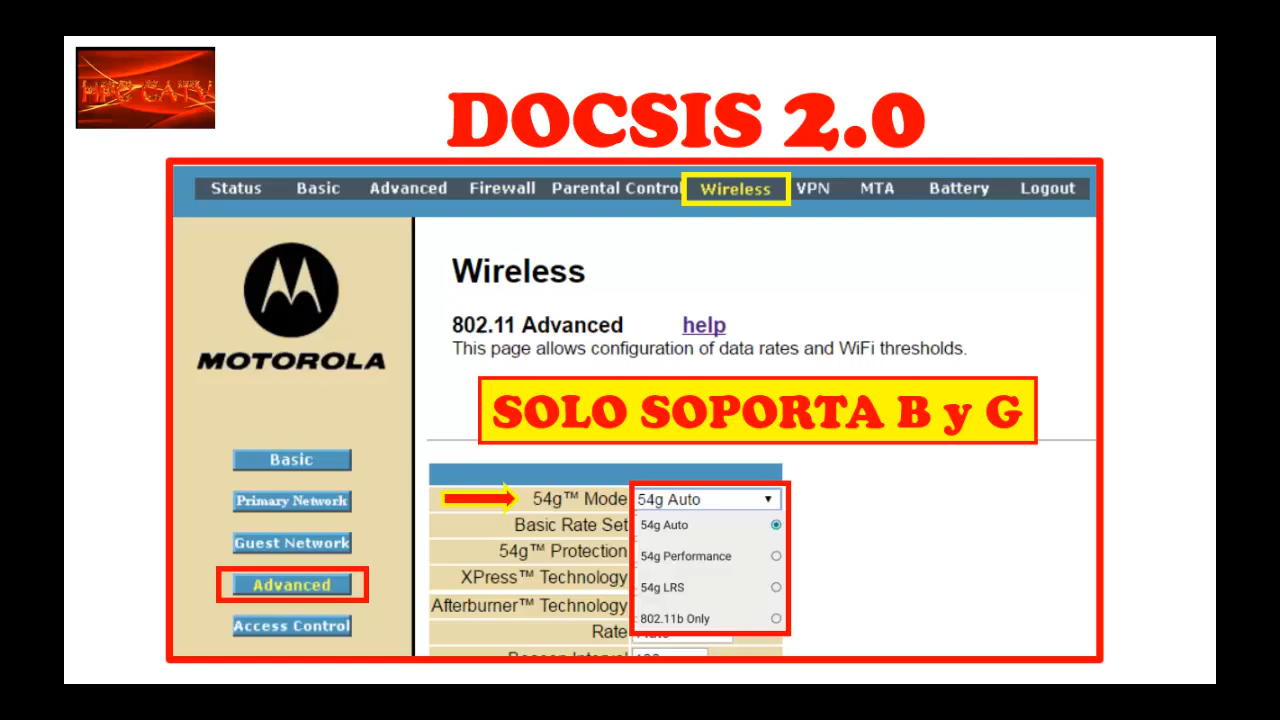 HFC CATV
DOCSIS 2.0
Status Basic Advanced Firewall Parental Control Wireless VPN MTA Battery Logout
MOTOROLA
Wireless
802.11 Advanced help
This page allows configuration of data rates and WiFi thresholds.
SOLO SOPORTA B y G
Basic
Primary Network
Guest Network
Advanced
Access Control
54g™ Mode 54g Auto
Basic Rate Set 54g Auto
54g™ Protection 54g Performance
XPress™ Technology 54g LRS
Afterburner™ Technology 802.11b Only
Rate Auto